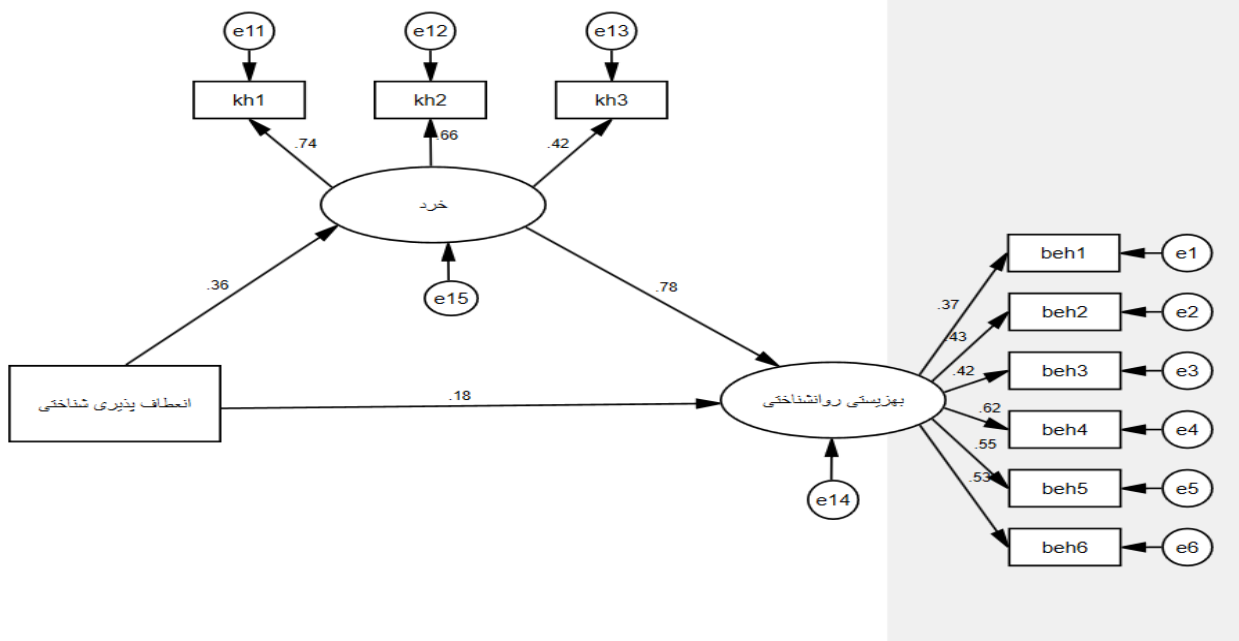 e11 e12 e13
kh1 kh2 kh3
.74 .66 .42
خرد
.36 e15 .78
انعطاف پذیری شناختی
.18
بهزیستی روانشناختی
e14
.37 beh1 e1
.43 beh2 e2
.42 beh3 e3
.62 beh4 e4
.55 beh5 e5
.53 beh6 e6